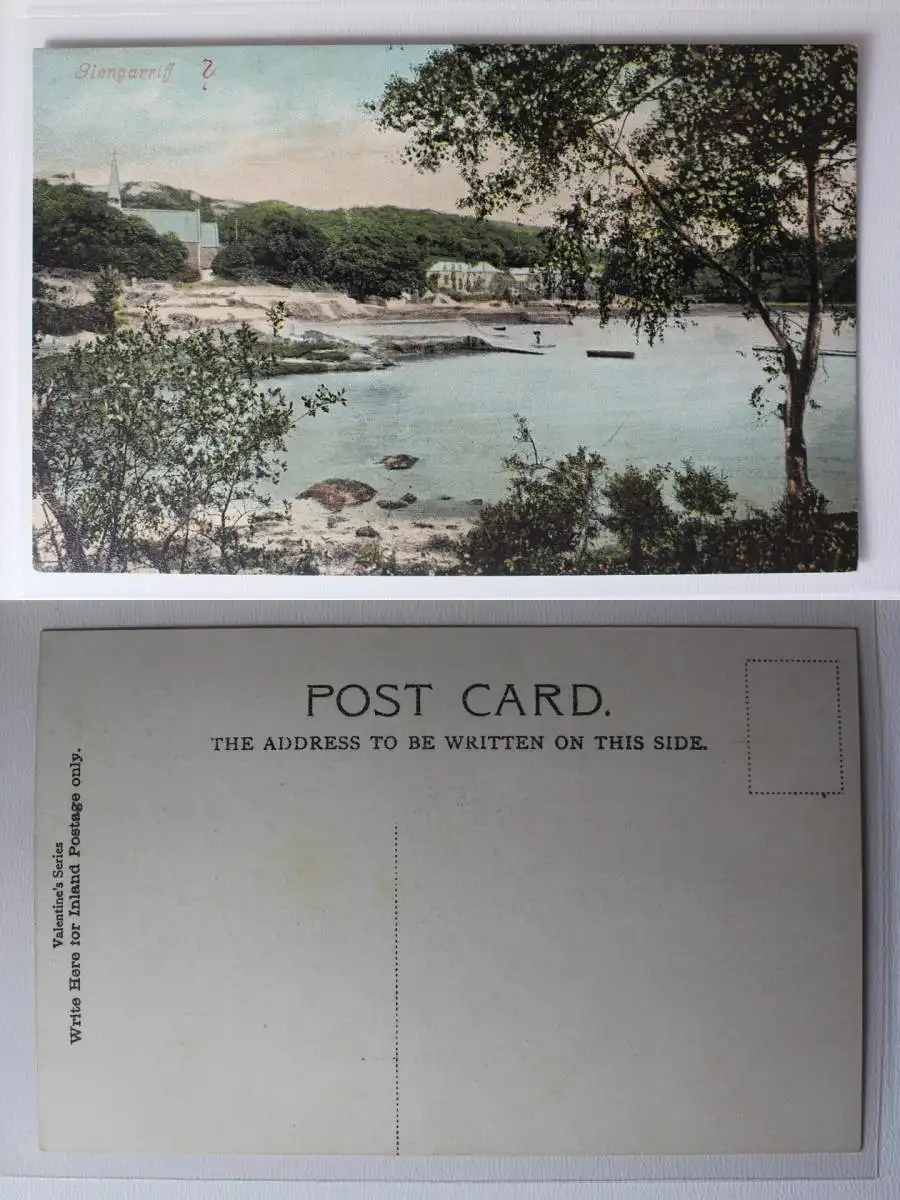 Glengarriff 2
POST CARD.
THE ADDRESS TO BE WRITTEN ON THIS SIDE.
Valentine's Series
Write Here for Inland Postage only.